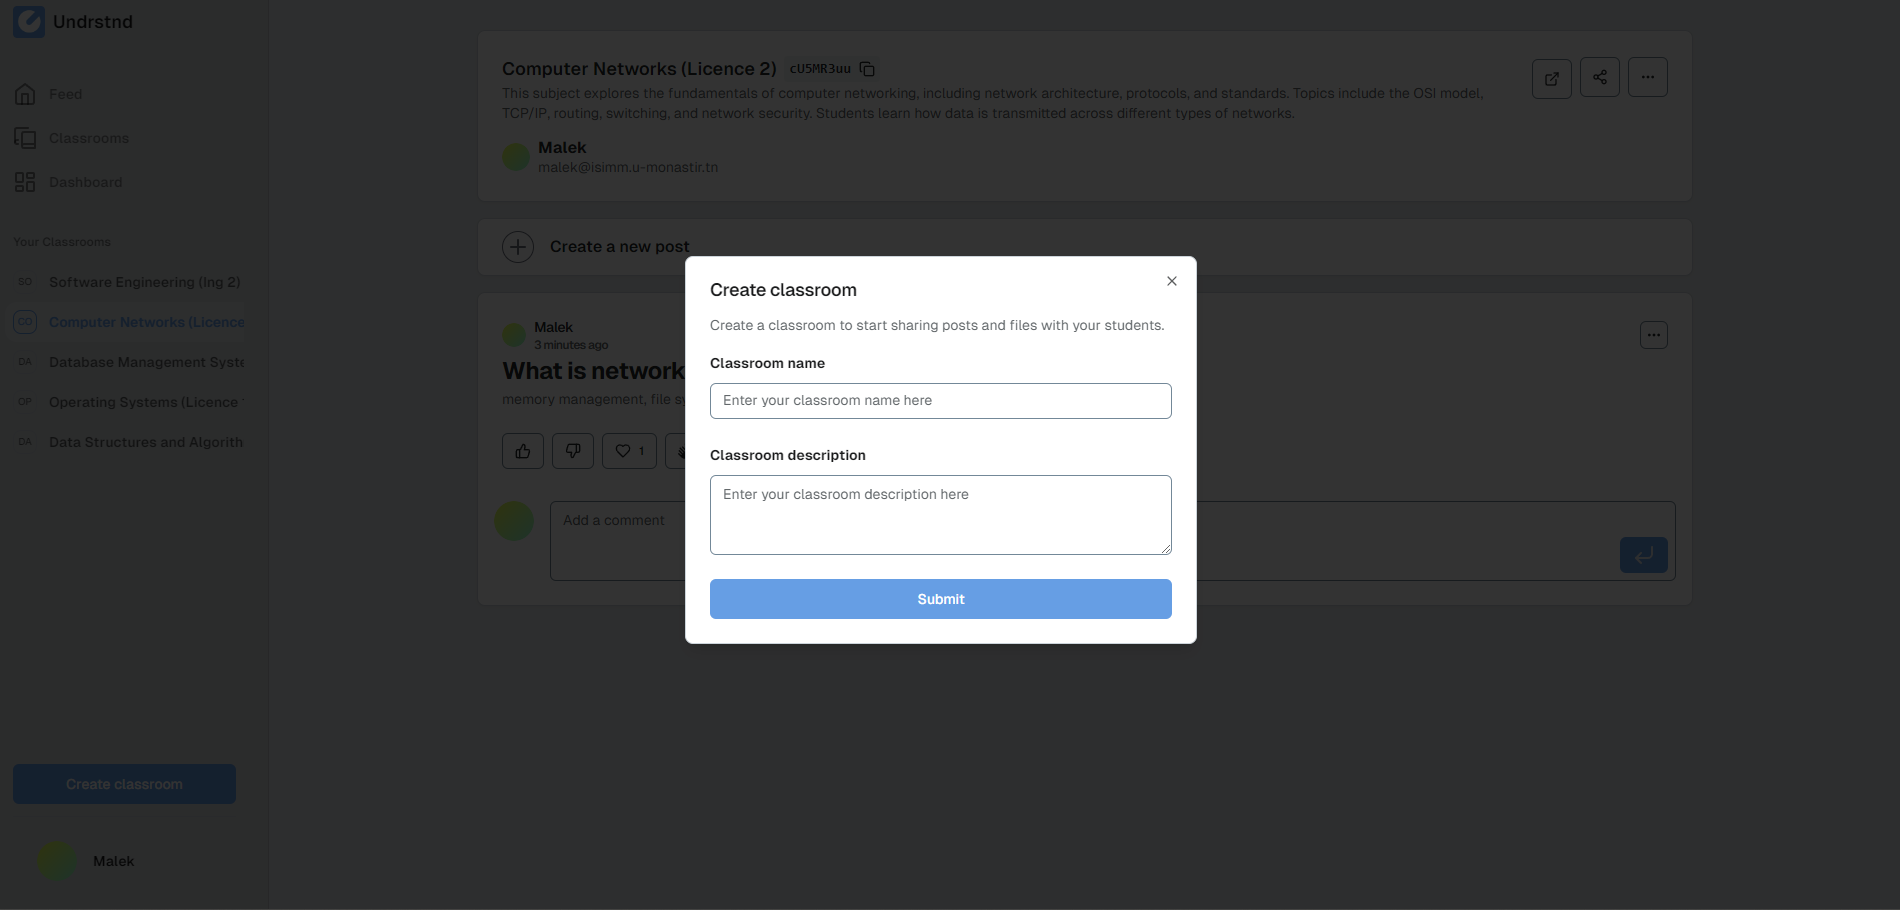 Undrstnd
Feed
Classrooms
Dashboard
Your Classrooms
SO Software Engineering (Ing 2)
CO Computer Networks (Licence
DA Database Management Syste
OP Operating Systems (Licence
DA Data Structures and Algorith
Create classroom
Malek
Computer Networks (Licence 2) cU5MR3uu
This subject explores the fundamentals of computer networking, including network architecture, protocols, and standards. Topics include the OSI model,
TCP/IP, routing, switching, and network security. Students learn how data is transmitted across different types of networks.
Malek
malek@isimm.u-monastir.tn
Create a new post
Malek
3 minutes ago
What is network
memory management, file sy
1
Add a comment
Create classroom
Create a classroom to start sharing posts and files with your students.
Classroom name
Enter your classroom name here
Classroom description
Enter your classroom description here
Submit